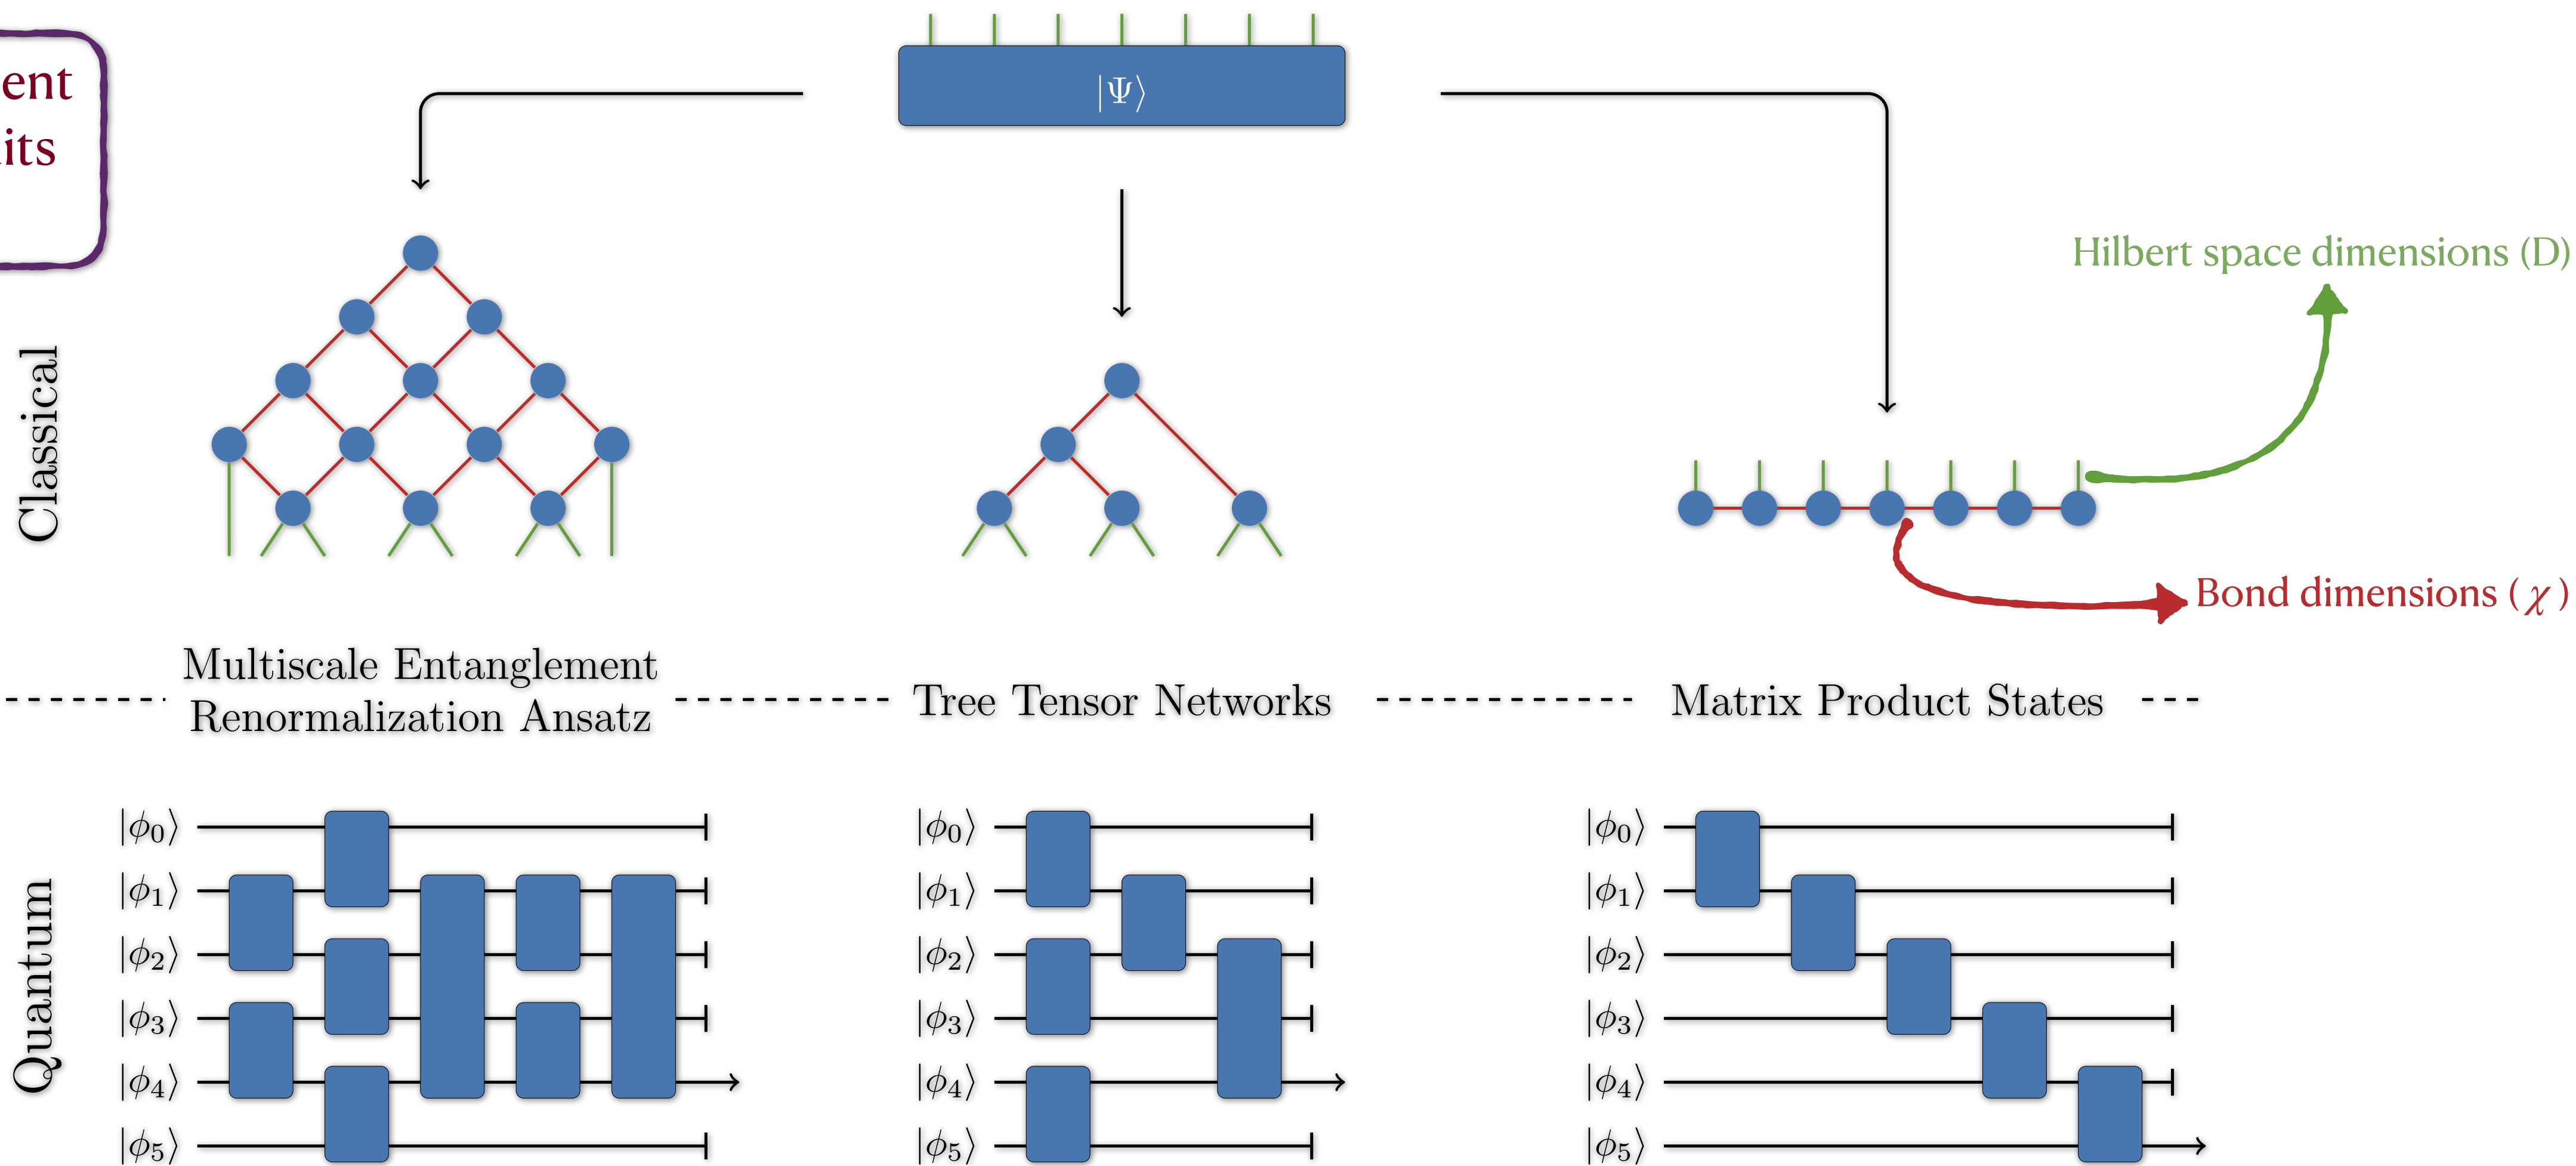 ent
its
|Ψ⟩
Hilbert space dimensions (D)
Classical
Bond dimensions (χ)
Multiscale Entanglement
Renormalization Ansatz
Tree Tensor Networks
Matrix Product States
Quantum
|ϕ₀⟩
|ϕ₁⟩
|ϕ₂⟩
|ϕ₃⟩
|ϕ₄⟩
|ϕ₅⟩
|ϕ₀⟩
|ϕ₁⟩
|ϕ₂⟩
|ϕ₃⟩
|ϕ₄⟩
|ϕ₅⟩
|ϕ₀⟩
|ϕ₁⟩
|ϕ₂⟩
|ϕ₃⟩
|ϕ₄⟩
|ϕ₅⟩